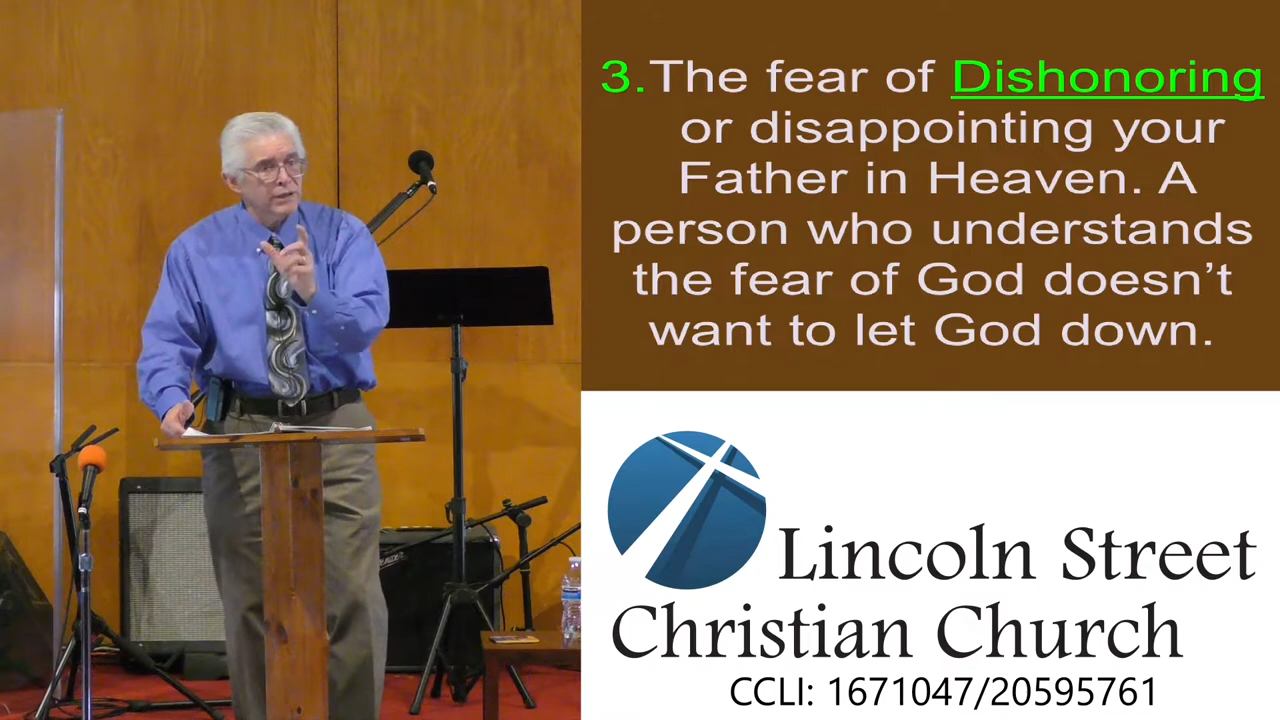 3. The fear of Dishonoring
or disappointing your
Father in Heaven. A
person who understands
the fear of God doesn’t
want to let God down.
Lincoln Street
Christian Church
CCLI: 1671047/20595761